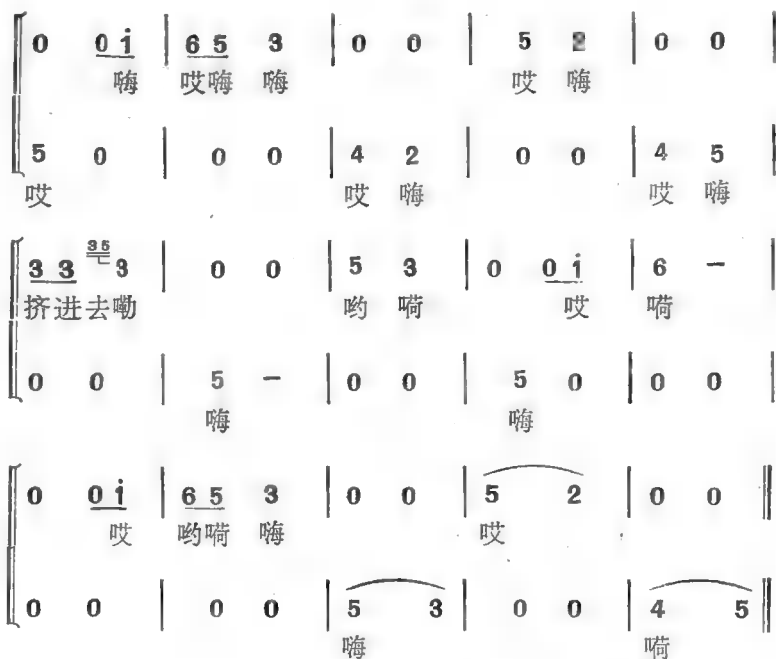 0 0 i | 6 5 3 | 0 0 | 5 2 | 0 0 |
嗨 哎嗨 嗨 哎 嗨
5 0 | 0 0 | 4 2 | 0 0 | 4 5 |
哎 哎 嗨 哎 嗨
3 3 35 3 | 0 0 | 5 3 | 0 0 i | 6 – |
挤进去嘞 哟 嗬 哎 嗬
0 0 | 5 – | 0 0 | 5 0 | 0 0 |
嗨 嗨
0 0 i | 6 5 3 | 0 0 | 5 2 | 0 0 ‖
哎 哟嗬 嗨 哎
0 0 | 0 0 | 5 3 | 0 0 | 4 5 ‖
嗨 嗬